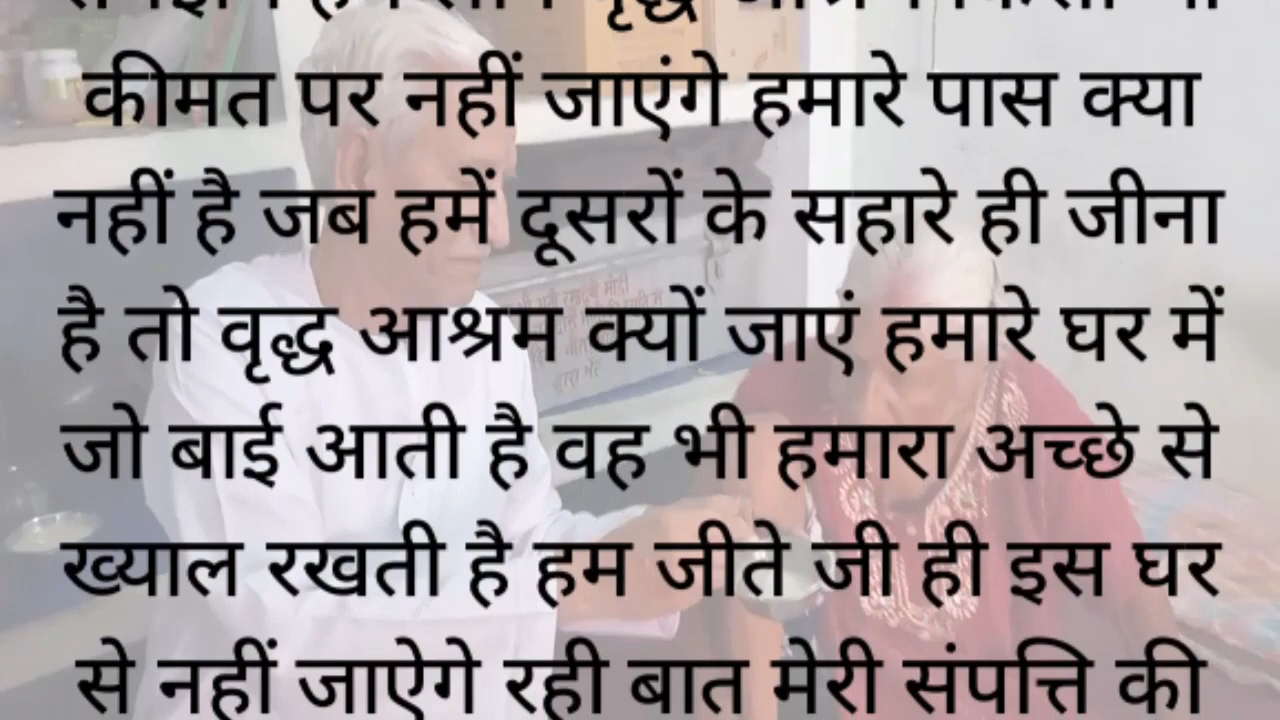 कीमत पर नहीं जाएंगे हमारे पास क्या
नहीं है जब हमें दूसरों के सहारे ही जीना
है तो वृद्ध आश्रम क्यों जाएं हमारे घर में
जो बाई आती है वह भी हमारा अच्छे से
ख्याल रखती है हम जीते जी ही इस घर
से नहीं जाऐगे रही बात मेरी संपत्ति की